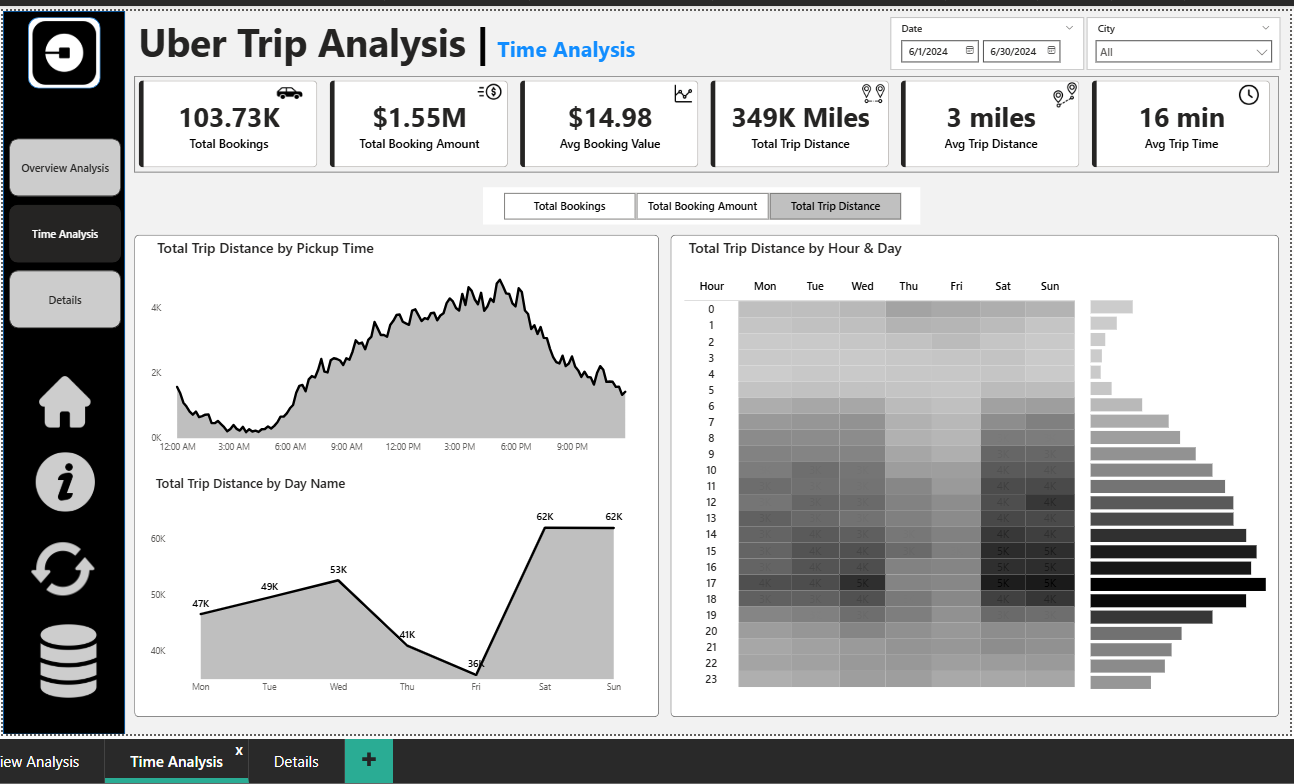 Uber Trip Analysis | Time Analysis
Date
6/1/2024 6/30/2024
City
All
103.73K
Total Bookings
$1.55M
Total Booking Amount
$14.98
Avg Booking Value
349K Miles
Total Trip Distance
3 miles
Avg Trip Distance
16 min
Avg Trip Time
Overview Analysis
Time Analysis
Details
Total Bookings Total Booking Amount Total Trip Distance
Total Trip Distance by Pickup Time
4K
2K
0K
12:00 AM 3:00 AM 6:00 AM 9:00 AM 12:00 PM 3:00 PM 6:00 PM 9:00 PM
Total Trip Distance by Day Name
60K
50K
40K
47K 49K 53K 41K 36K 62K 62K
Mon Tue Wed Thu Fri Sat Sun
Total Trip Distance by Hour & Day
Hour Mon Tue Wed Thu Fri Sat Sun
0
1
2
3
4
5
6
7
8
9
10
11
12
13
14
15
16
17
18
19
20
21
22
23
iew Analysis Time Analysis x Details +